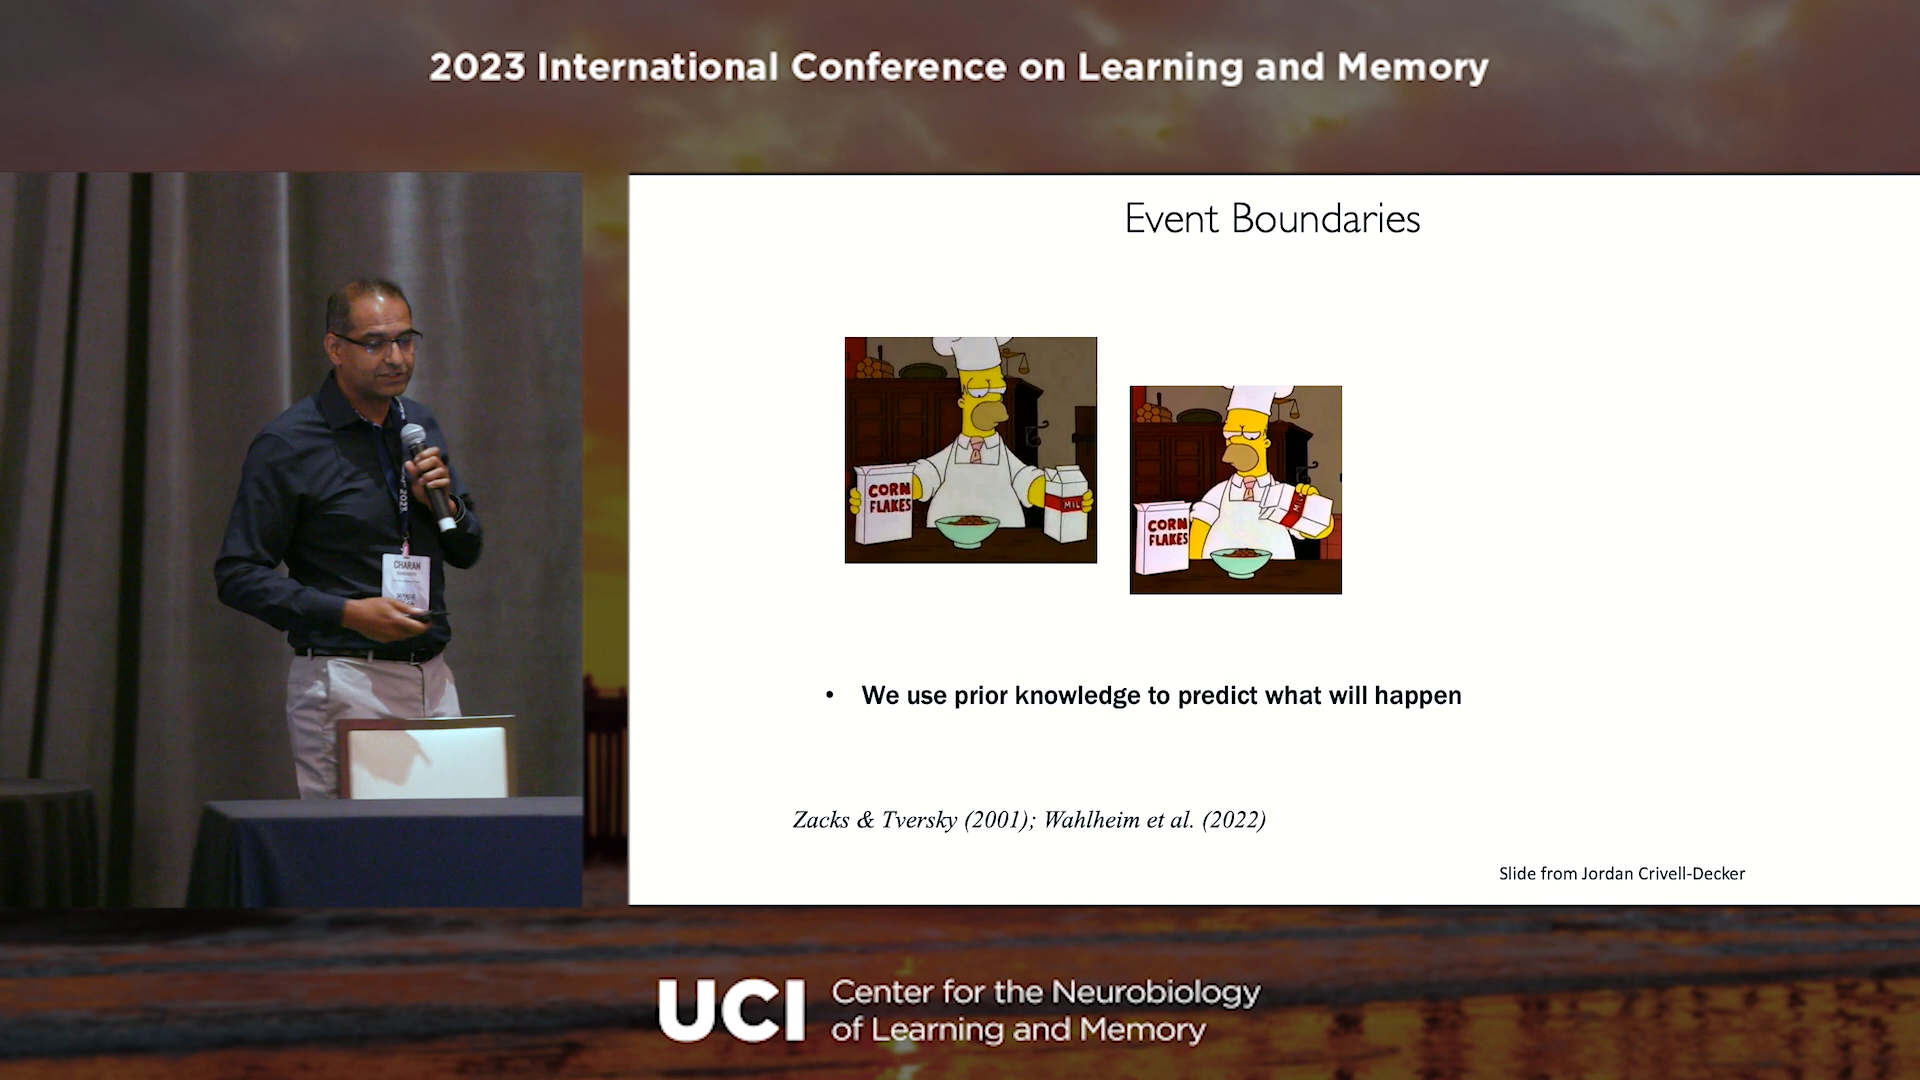 2023 International Conference on Learning and Memory
Event Boundaries
CORN
FLAKES
MIL
CORN
FLAKES
• We use prior knowledge to predict what will happen
Zacks & Tversky (2001); Wahlheim et al. (2022)
Slide from Jordan Crivell-Decker
CHARAN
UCI Center for the Neurobiology
of Learning and Memory